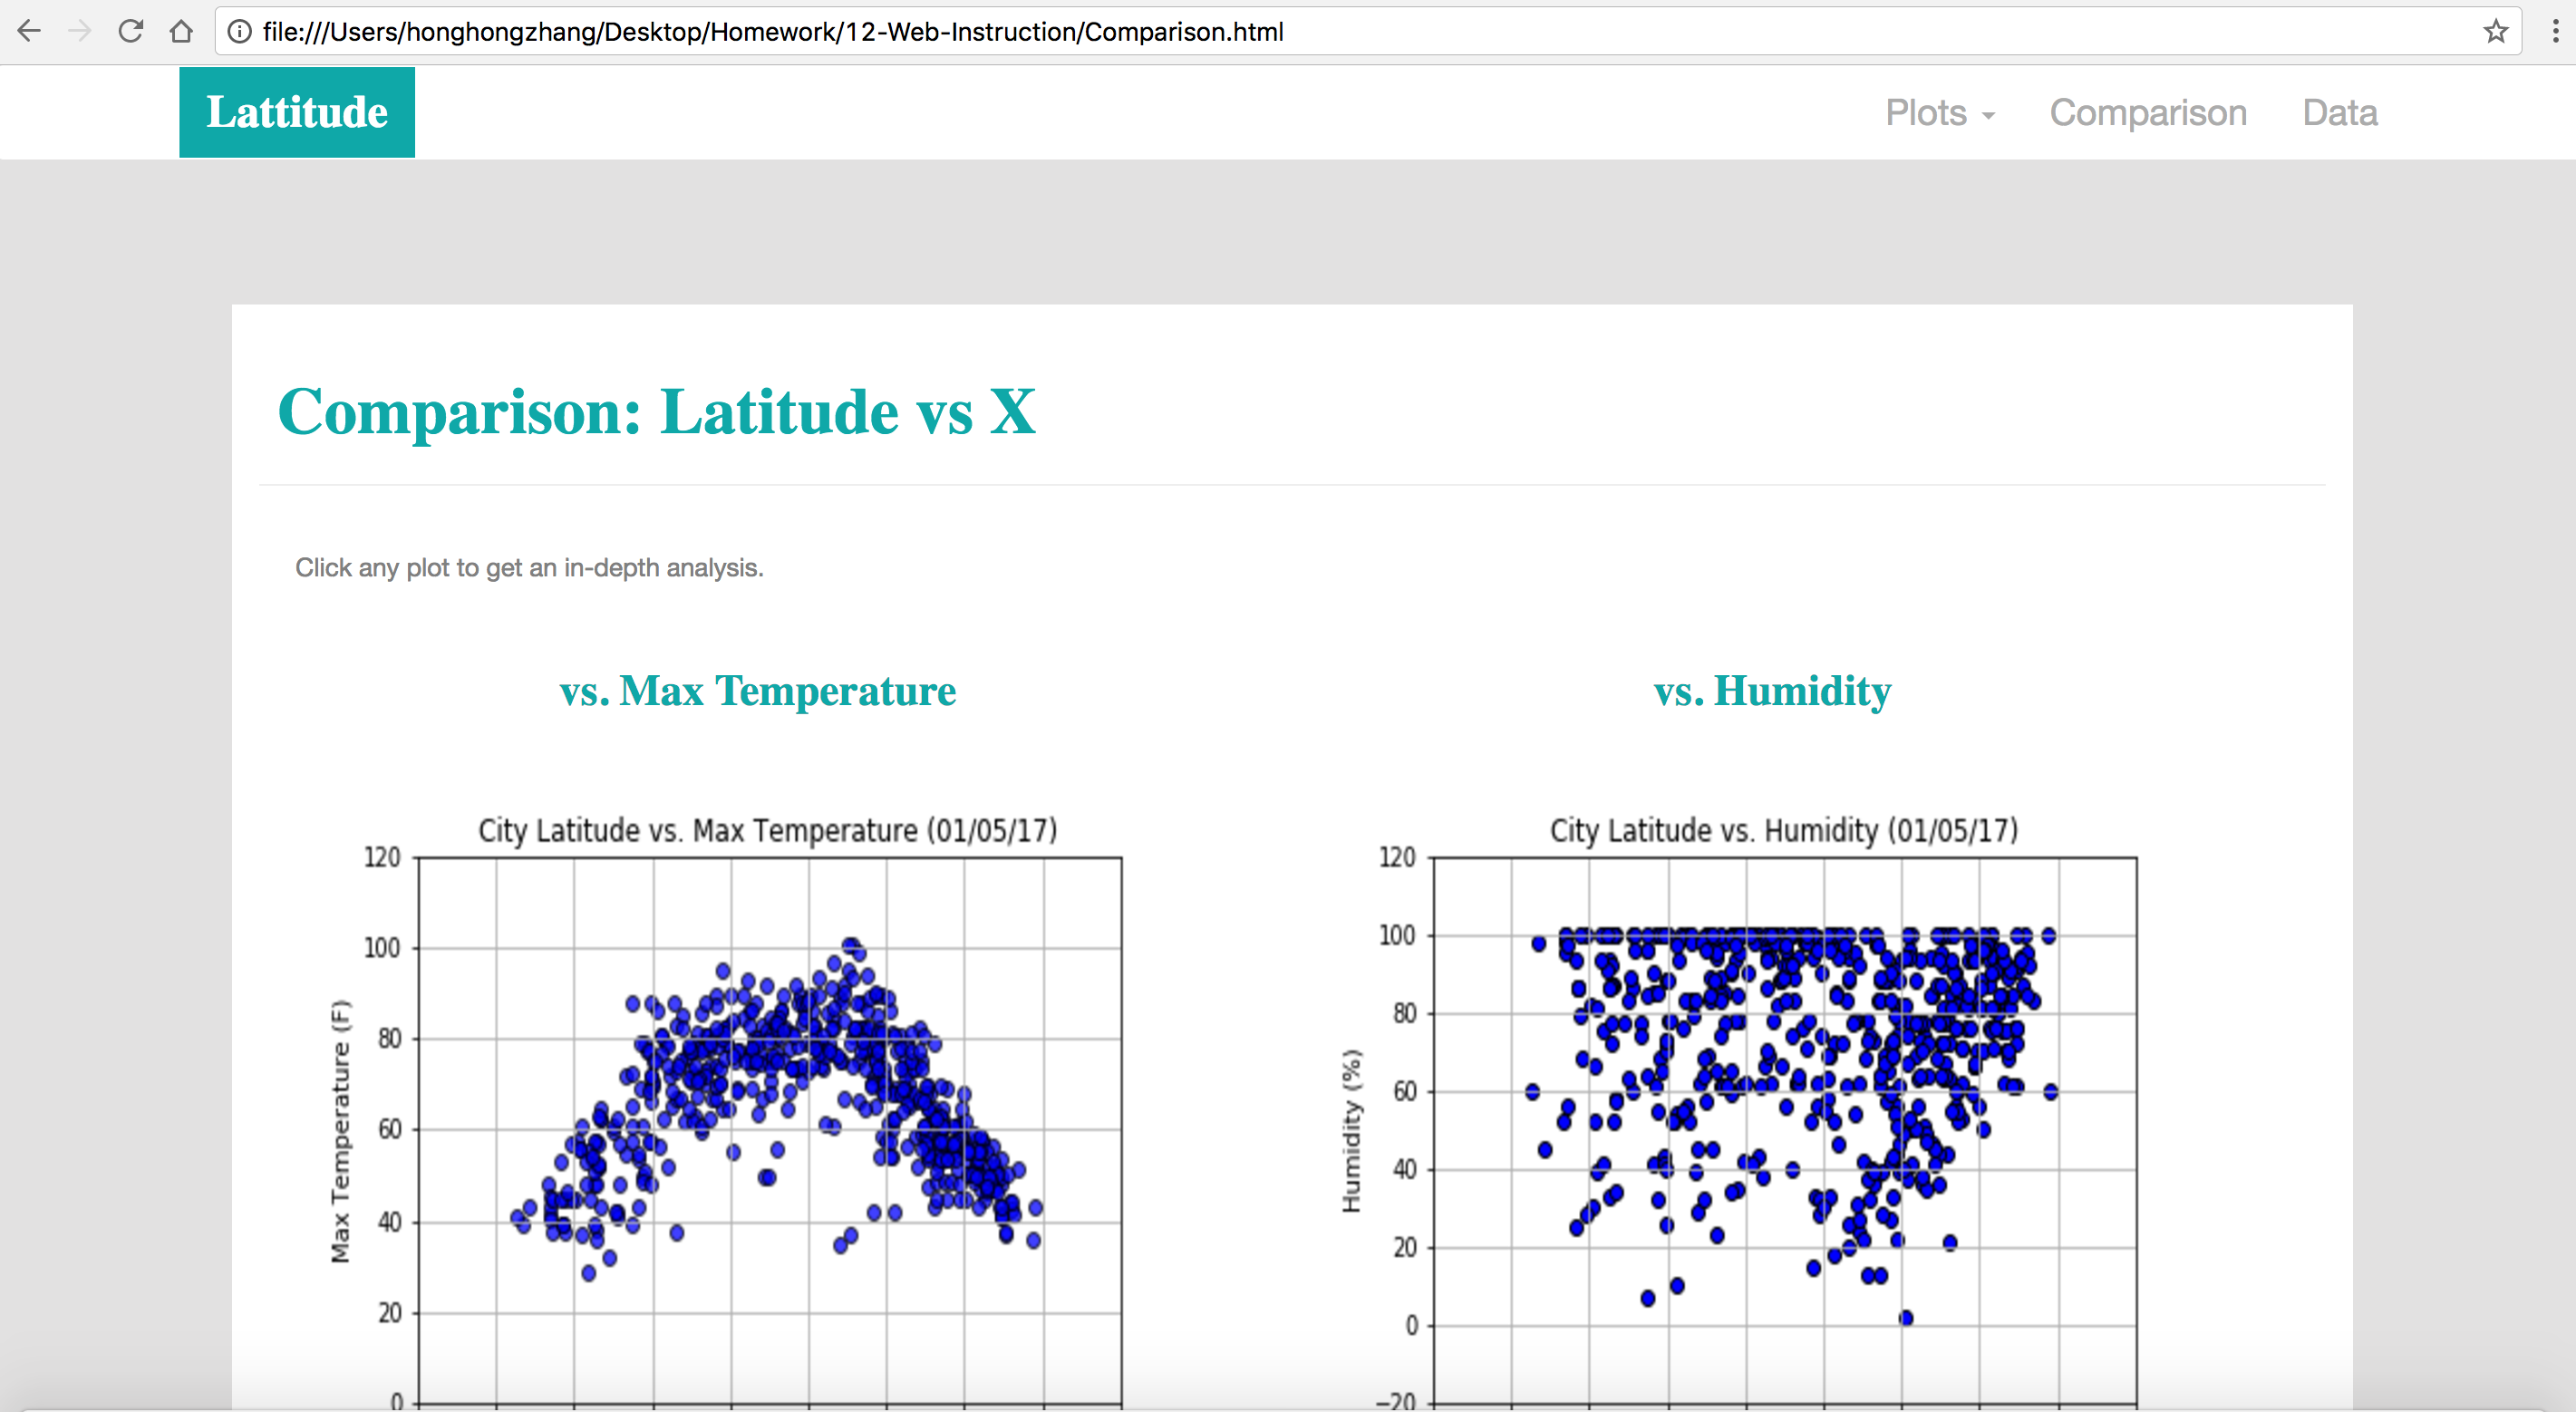 file:///Users/honghongzhang/Desktop/Homework/12-Web-Instruction/Comparison.html
Lattitude
Plots Comparison Data
Comparison: Latitude vs X
Click any plot to get an in-depth analysis.
vs. Max Temperature
City Latitude vs. Max Temperature (01/05/17)
120
100
80
60
40
20
0
Max Temperature (F)
vs. Humidity
City Latitude vs. Humidity (01/05/17)
120
100
80
60
40
20
0
−20
Humidity (%)